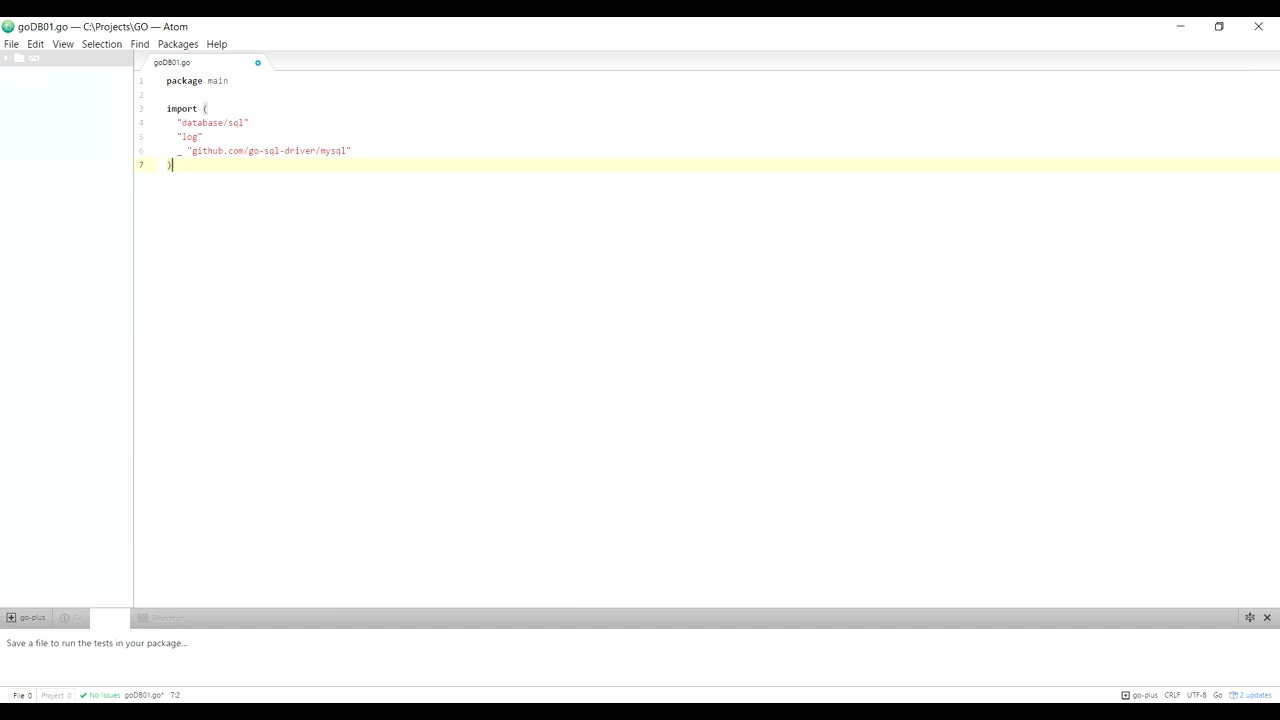 goDB01.go — C:\Projects\GO — Atom
File Edit View Selection Find Packages Help
GO
goDB01.go
1 package main
2
3 import (
4 "database/sql"
5 "log"
6 _ "github.com/go-sql-driver/mysql"
7 )
go-plus Go Reference
Save a file to run the tests in your package...
File 0 Project 0 No Issues goDB01.go* 7:2 go-plus CRLF UTF-8 Go 2 updates